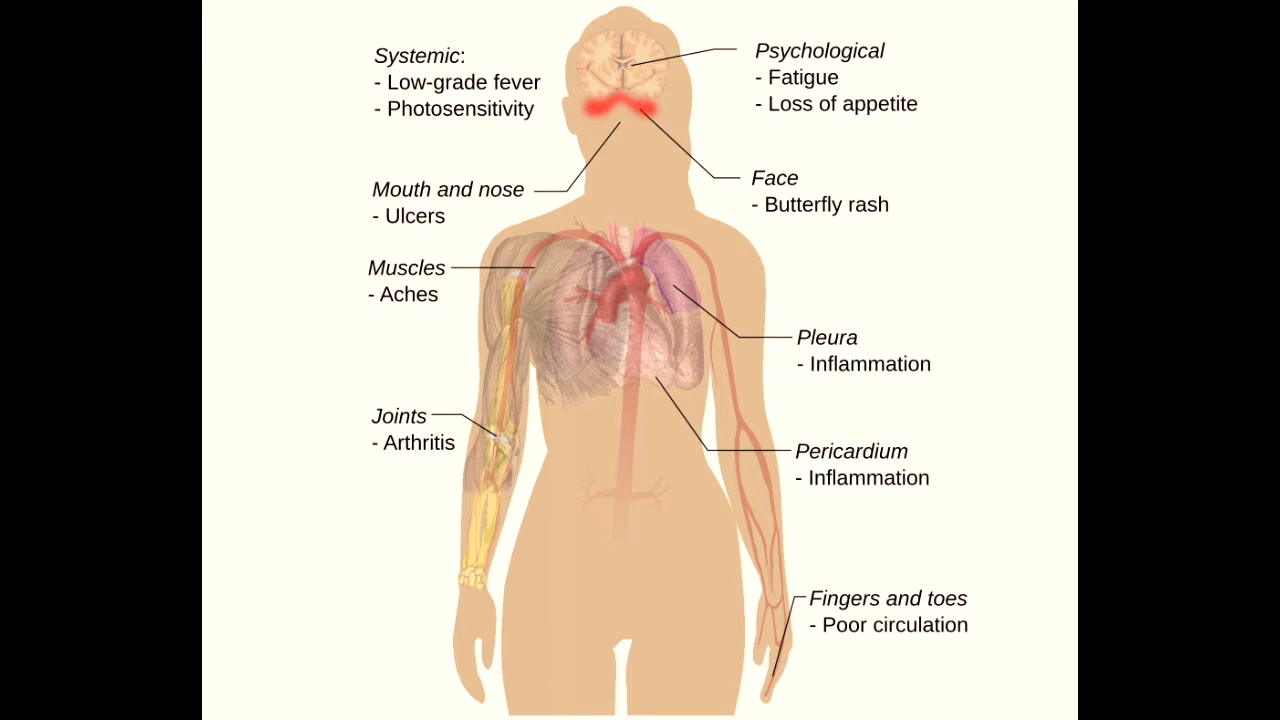 Systemic:
- Low-grade fever
- Photosensitivity
Psychological
- Fatigue
- Loss of appetite
Mouth and nose
- Ulcers
Face
- Butterfly rash
Muscles
- Aches
Pleura
- Inflammation
Joints
- Arthritis
Pericardium
- Inflammation
Fingers and toes
- Poor circulation